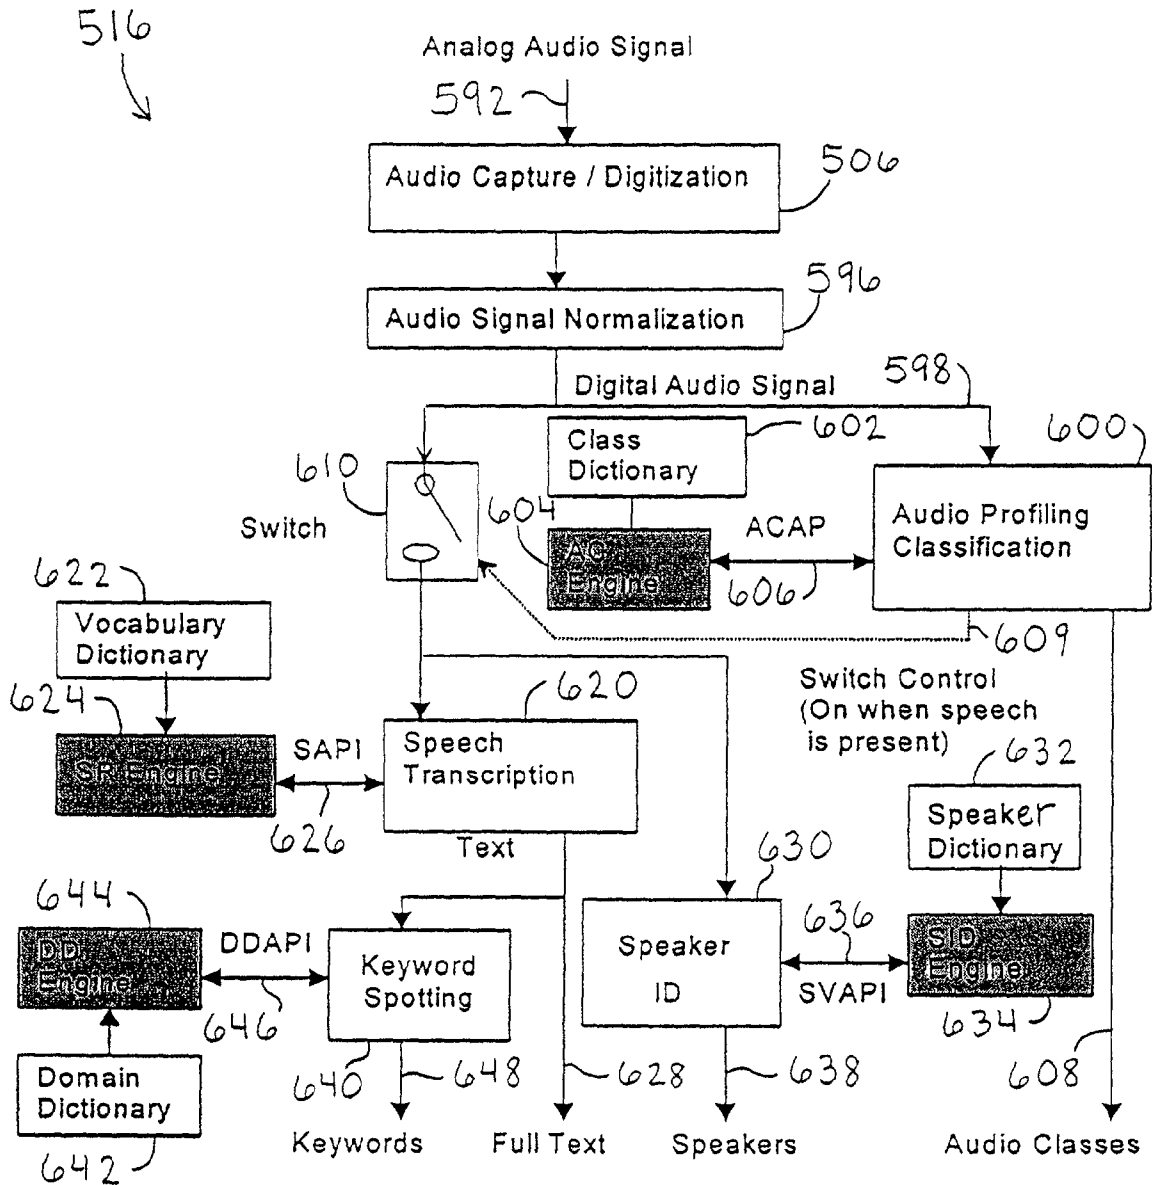 516
Analog Audio Signal
592
Audio Capture / Digitization
506
596
Audio Signal Normalization
598
Digital Audio Signal
602
600
Class
Dictionary
610
604
Switch
ACAP
Audio Profiling
Classification
AC
Engine
606
622
609
Vocabulary
Dictionary
620
Switch Control
(On when speech
is present)
624
SAPI
Speech
Transcription
SR Engine
632
626
Text
Speaker
Dictionary
630
644
636
DD
Engine
DDAPI
Keyword
Spotting
Speaker
ID
SID
Engine
SVAPI
646
634
640
648
628
638
608
Domain
Dictionary
642
Keywords
Full Text
Speakers
Audio Classes